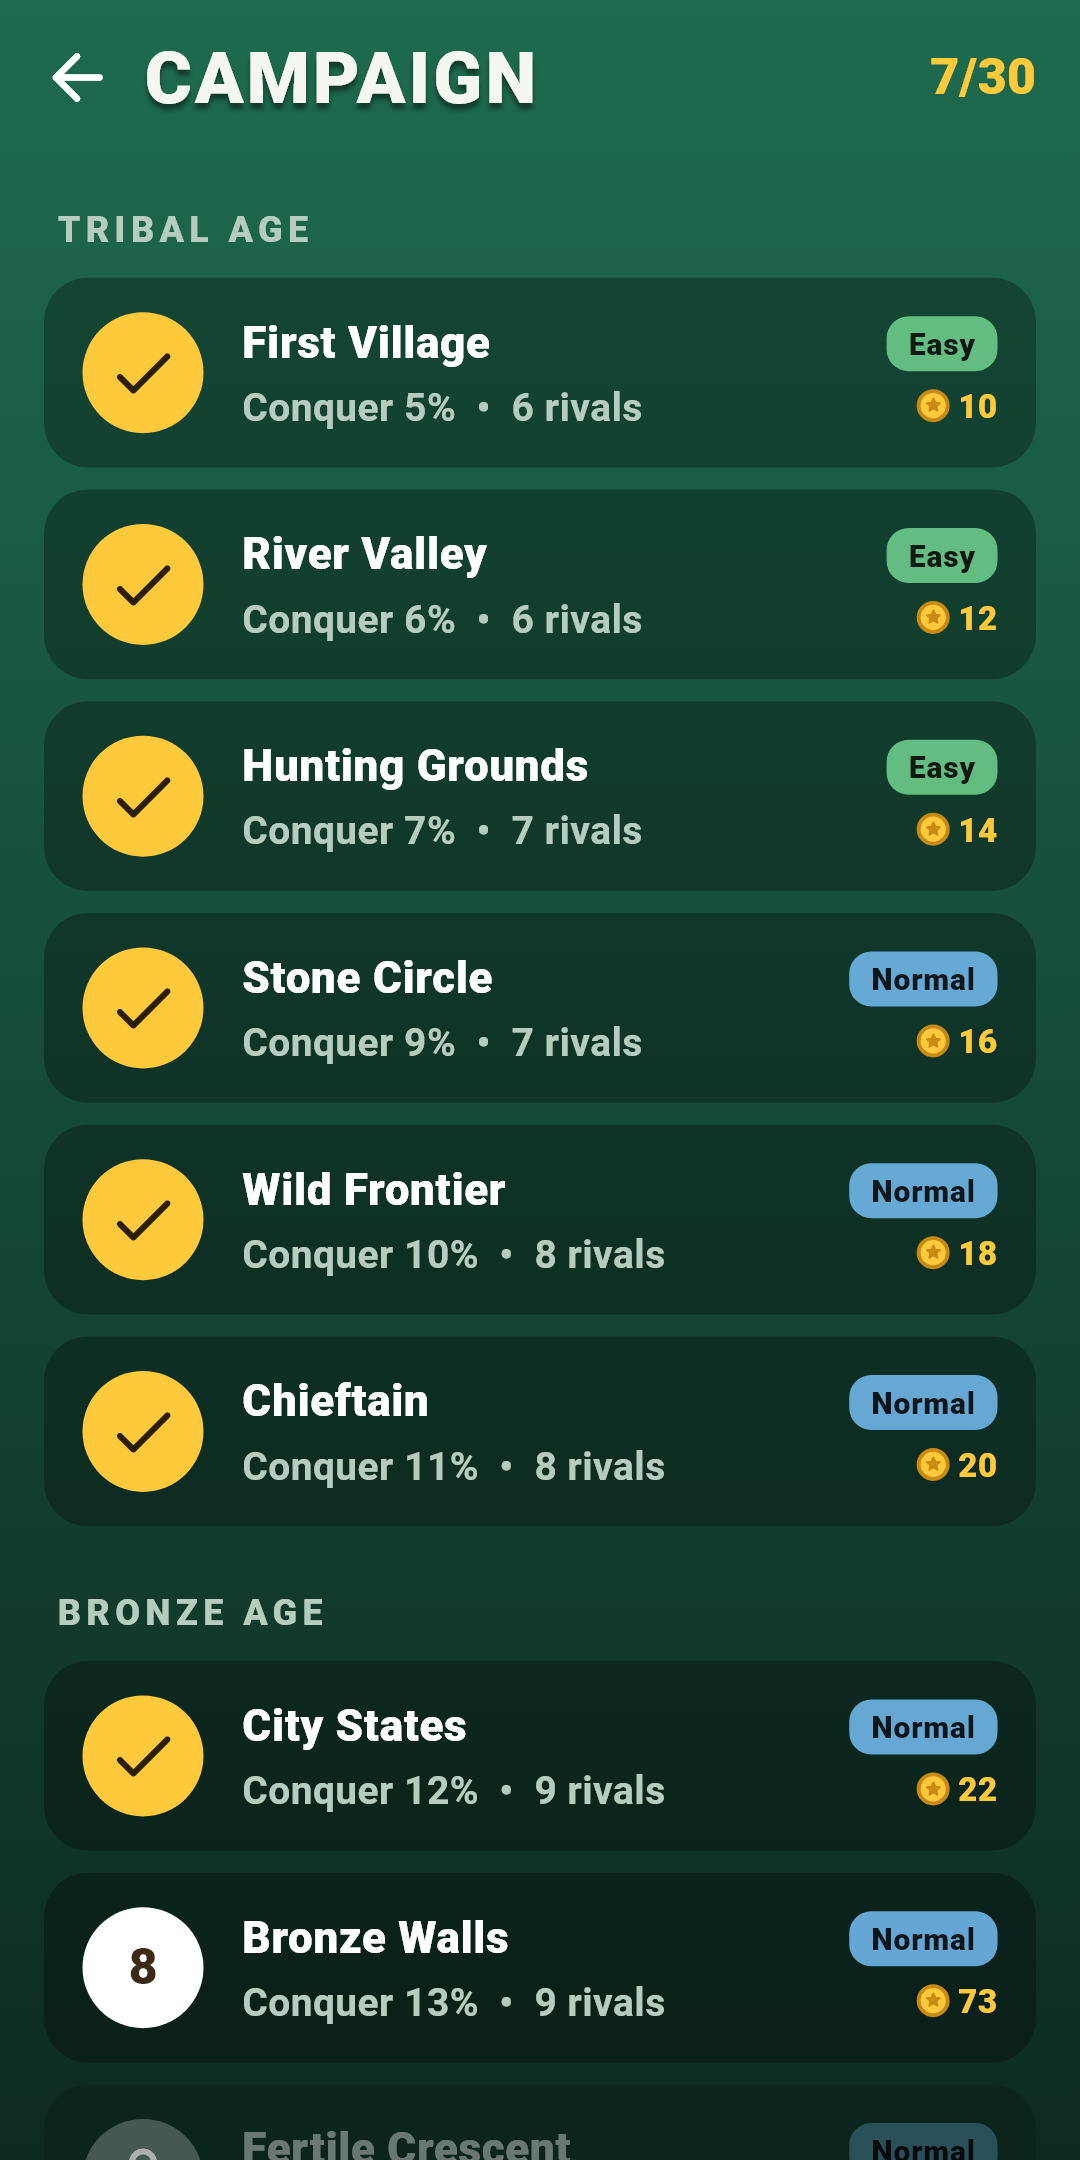 CAMPAIGN
7/30
TRIBAL AGE
First Village
Easy
Conquer 5% • 6 rivals
10
River Valley
Easy
Conquer 6% • 6 rivals
12
Hunting Grounds
Easy
Conquer 7% • 7 rivals
14
Stone Circle
Normal
Conquer 9% • 7 rivals
16
Wild Frontier
Normal
Conquer 10% • 8 rivals
18
Chieftain
Normal
Conquer 11% • 8 rivals
20
BRONZE AGE
City States
Normal
Conquer 12% • 9 rivals
22
8
Bronze Walls
Normal
Conquer 13% • 9 rivals
73
Fertile Crescent
Normal